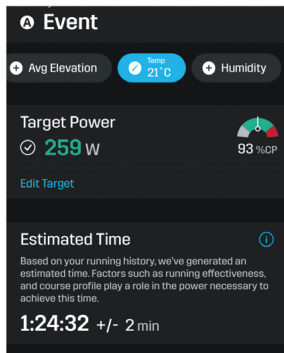 A Event
Avg Elevation
Temp
21°C
Humidity
Target Power
259 W
93 %CP
Edit Target
Estimated Time
Based on your running history, we've generated an
estimated time. Factors such as running effectiveness,
and course profile play a role in the power necessary to
achieve this time.
1:24:32 +/- 2 min